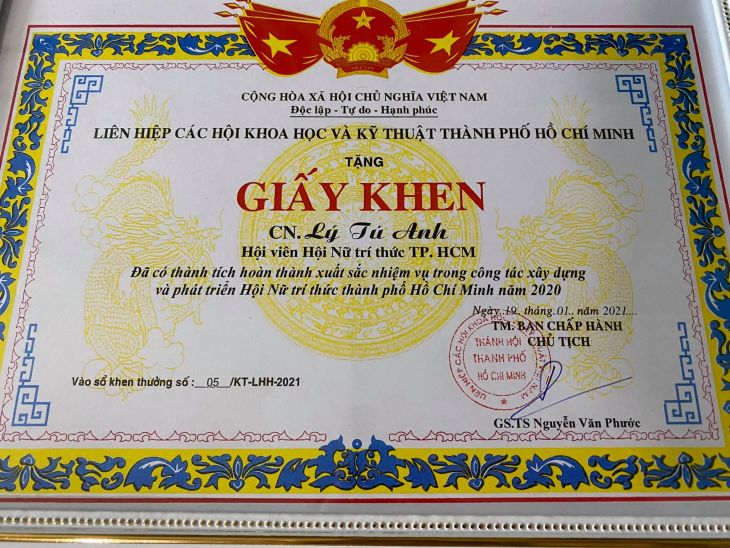 CỘNG HÒA XÃ HỘI CHỦ NGHĨA VIỆT NAM
Độc lập - Tự do - Hạnh phúc
LIÊN HIỆP CÁC HỘI KHOA HỌC VÀ KỸ THUẬT THÀNH PHỐ HỒ CHÍ MINH
TẶNG
GIẤY KHEN
CN. Lý Tú Anh
Hội viên Hội Nữ trí thức TP. HCM
Đã có thành tích hoàn thành xuất sắc nhiệm vụ trong công tác xây dựng
và phát triển Hội Nữ trí thức thành phố Hồ Chí Minh năm 2020
Ngày..19.. tháng.01.. năm 2021....
TM. BAN CHẤP HÀNH
CHỦ TỊCH
THÀNH HỘI
THÀNH PHỐ
HỒ CHÍ MINH
Vào sổ khen thưởng số : 05 /KT-LHH-2021
GS.TS Nguyễn Văn Phước